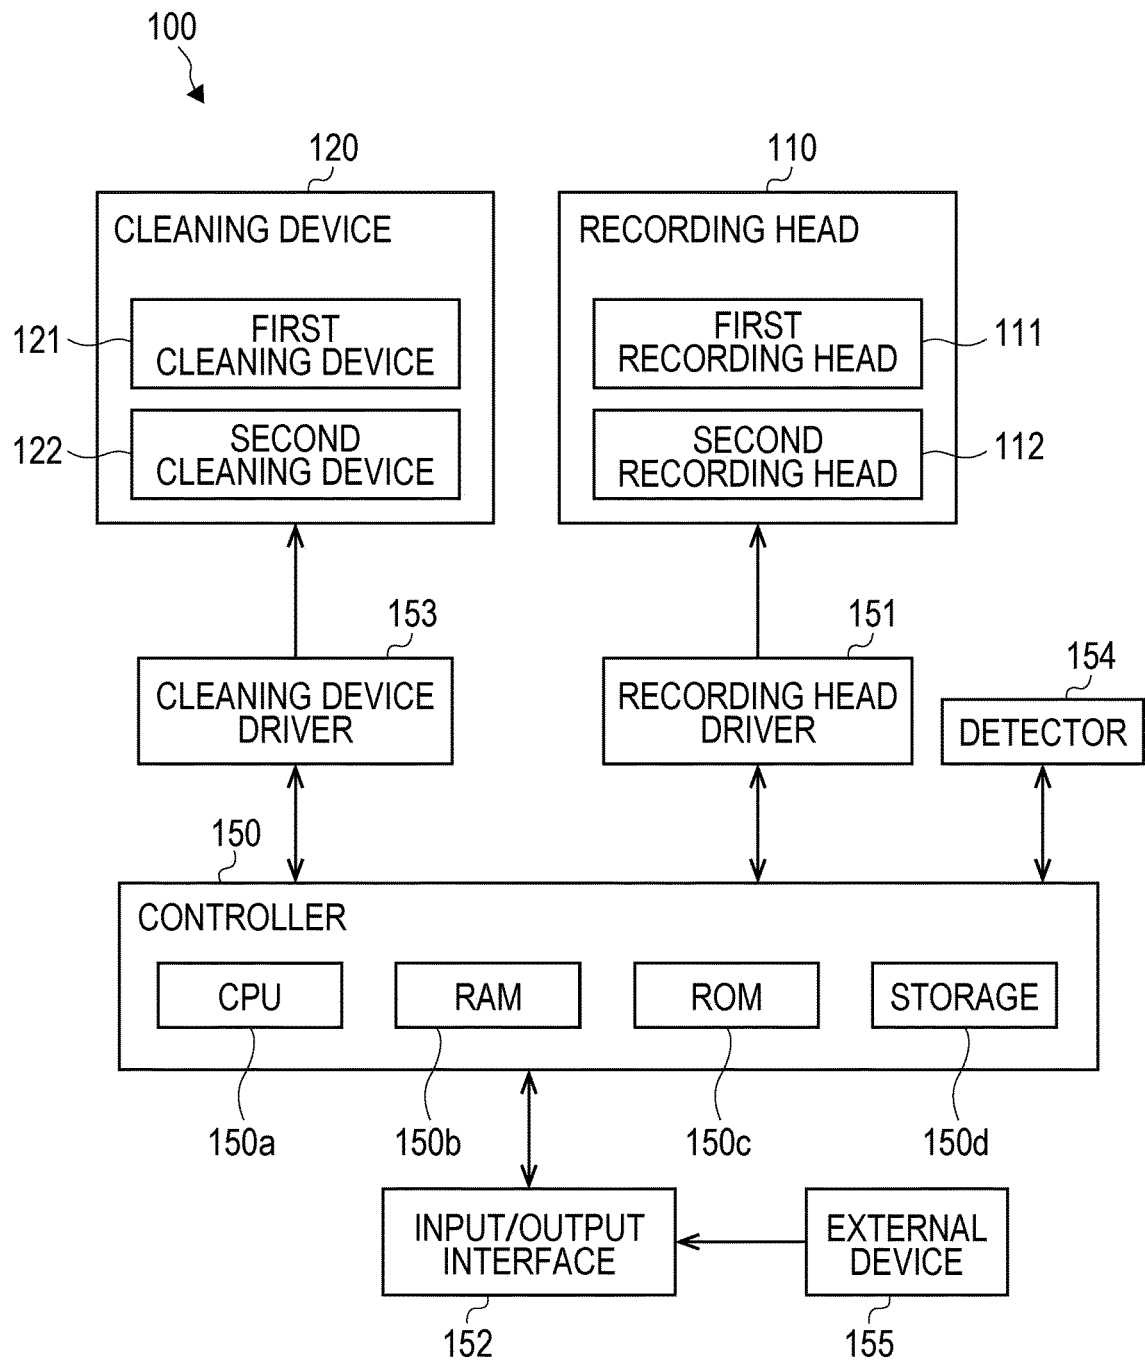 100
120
110
CLEANING DEVICE
RECORDING HEAD
121
FIRST
CLEANING DEVICE
FIRST
RECORDING HEAD
111
122
SECOND
CLEANING DEVICE
SECOND
RECORDING HEAD
112
153
151
154
CLEANING DEVICE
DRIVER
RECORDING HEAD
DRIVER
DETECTOR
150
CONTROLLER
CPU
RAM
ROM
STORAGE
150a
150b
150c
150d
INPUT/OUTPUT
INTERFACE
EXTERNAL
DEVICE
152
155